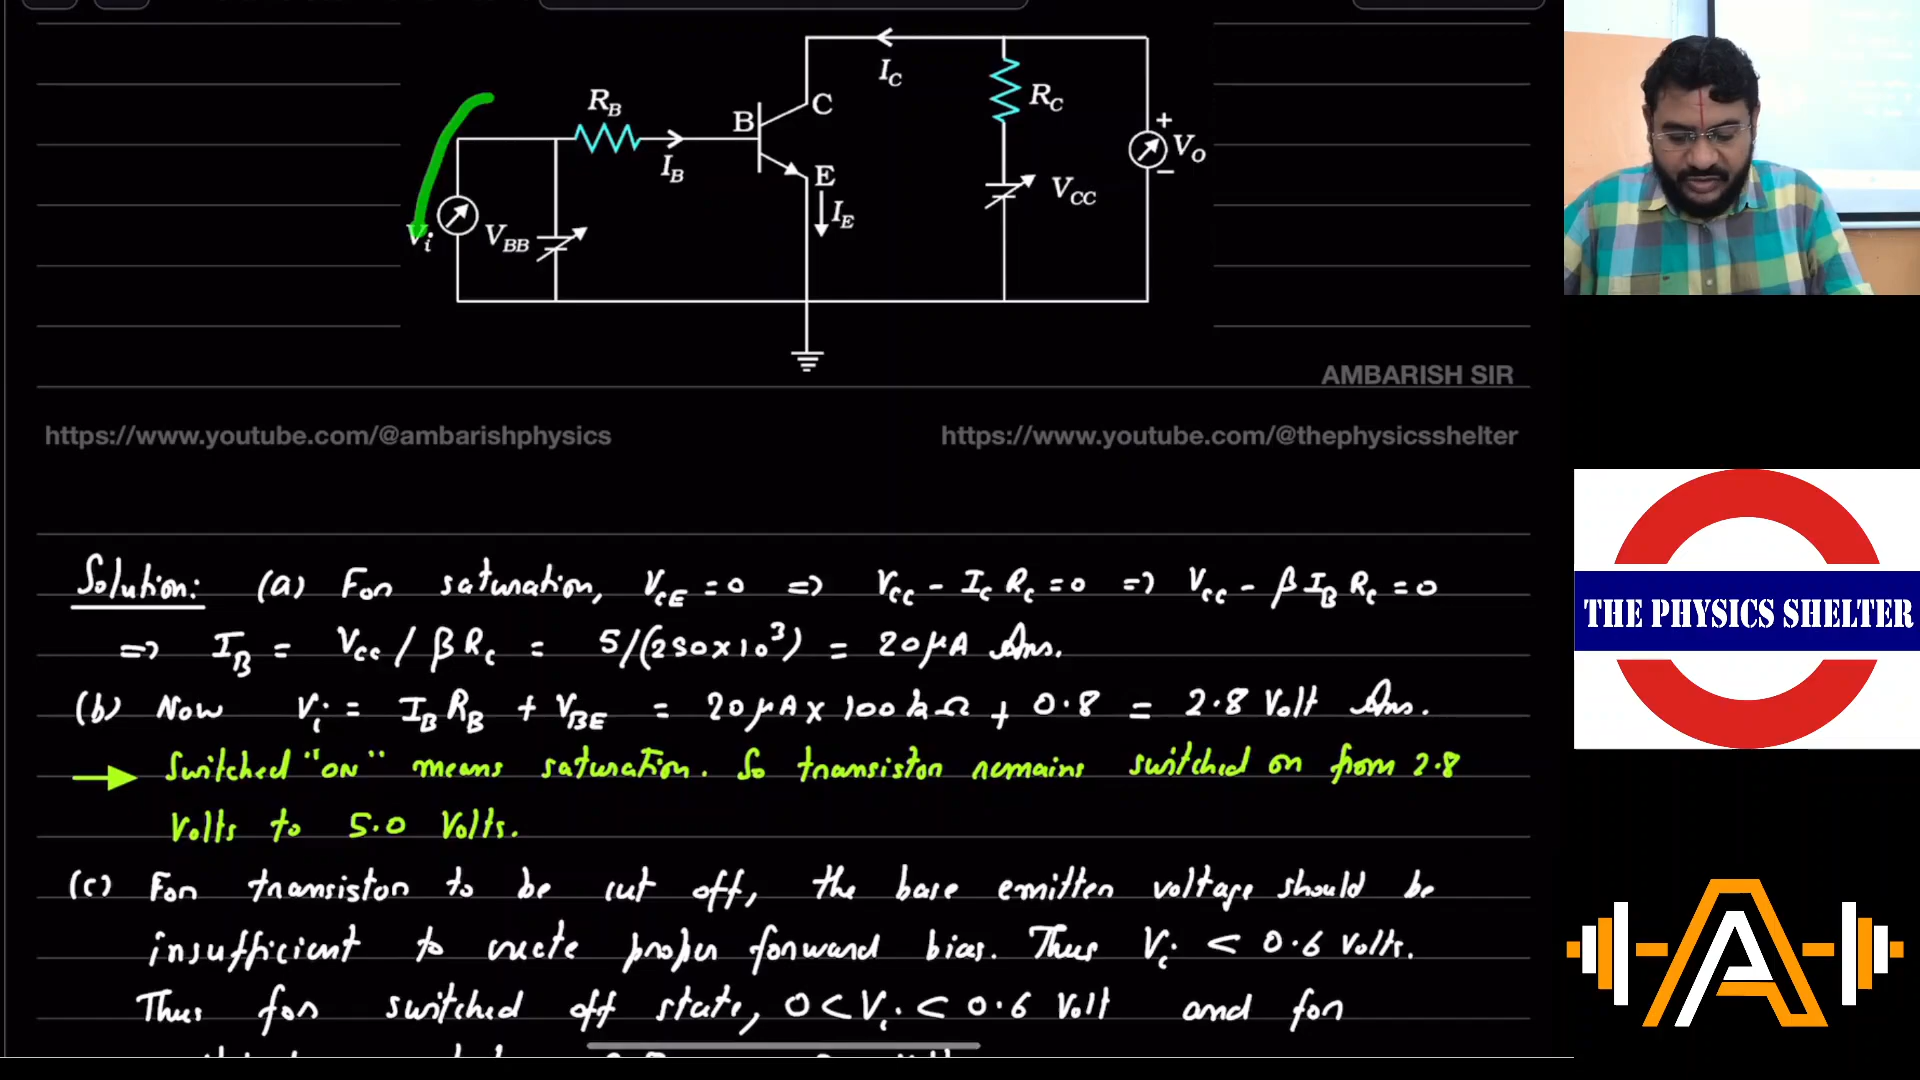 I_C
R_B
R_C
C
B
+
V_O
−
I_B
E
V_CC
I_E
V_i
V_BB
AMBARISH SIR
https://www.youtube.com/@ambarishphysics
https://www.youtube.com/@thephysicsshelter
Solution: (a) For saturation, V_CE = 0 => V_CC - I_C R_C = 0 => V_CC - β I_B R_C = 0
=> I_B = V_CC / β R_C = 5/(250×10³) = 20 μA Ans.
(b) Now V_i = I_B R_B + V_BE = 20 μA × 100 kΩ + 0.8 = 2.8 Volt Ans.
→ Switched "ON" means saturation. So transistor remains switched on from 2.8
Volts to 5.0 Volts.
(c) For transistor to be cut off, the base emitter voltage should be
insufficient to create proper forward bias. Thus V_i < 0.6 volts.
Thus for switched off state, 0 < V_i < 0.6 Volt and for
THE PHYSICS SHELTER